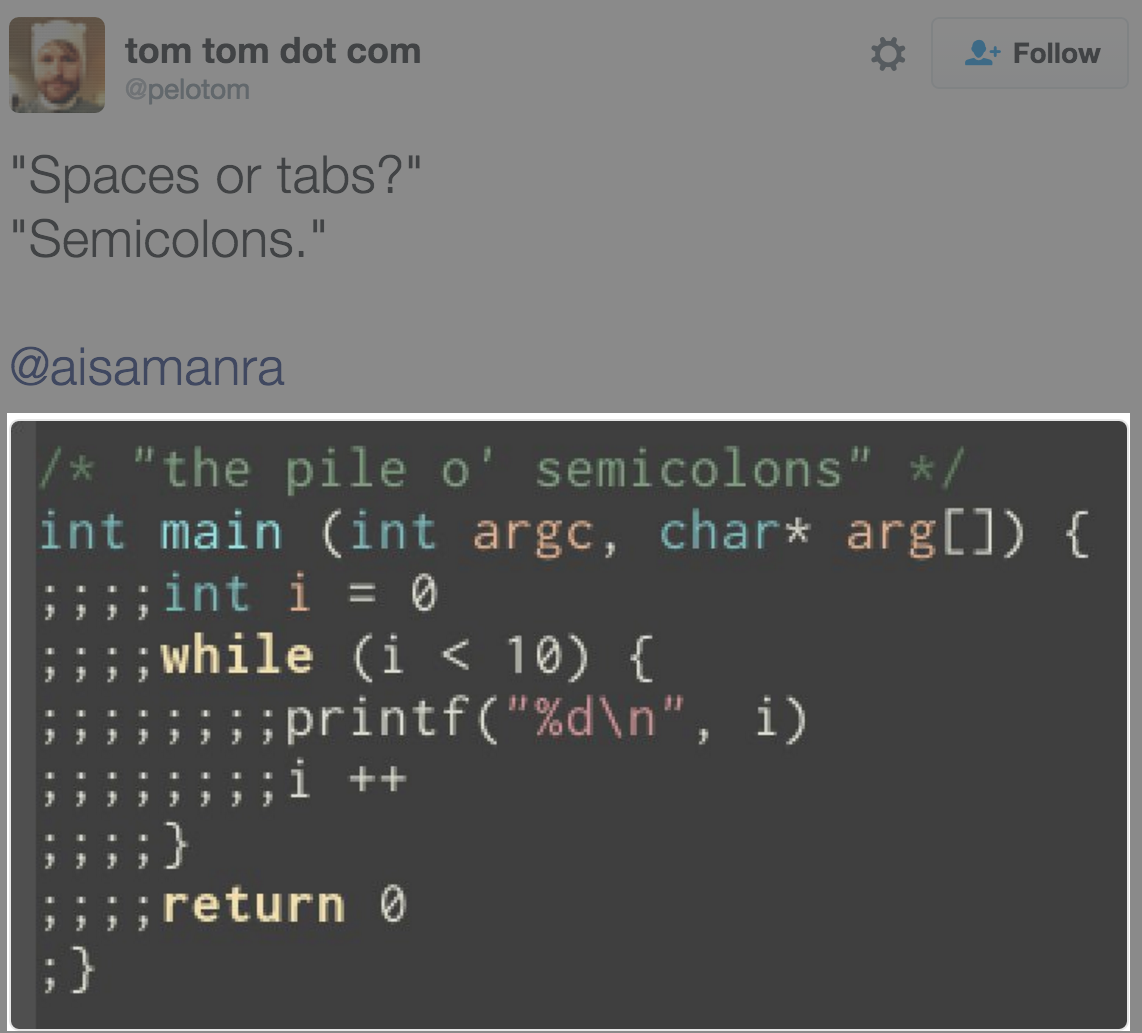 tom tom dot com
@pelotom
Follow
"Spaces or tabs?"
"Semicolons."
@aisamanra
/* "the pile o' semicolons" */
int main (int argc, char* arg[]) {
;;;;int i = 0
;;;;while (i < 10) {
;;;;;;;;printf("%d\n", i)
;;;;;;;;i ++
;;;;}
;;;;return 0
;}